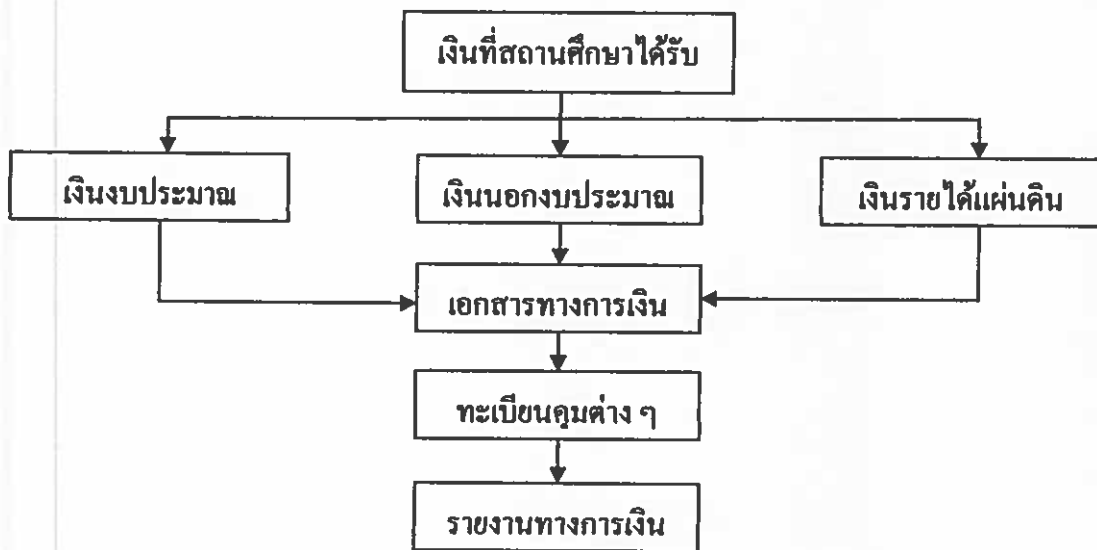 เงินที่สถานศึกษาได้รับ
เงินงบประมาณ
เงินนอกงบประมาณ
เงินรายได้แผ่นดิน
เอกสารทางการเงิน
ทะเบียนคุมต่าง ๆ
รายงานทางการเงิน